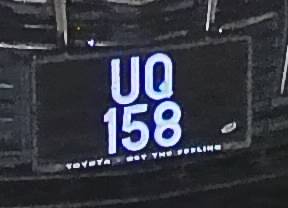 UQ
158
TOYOTA - GET THE FEELING